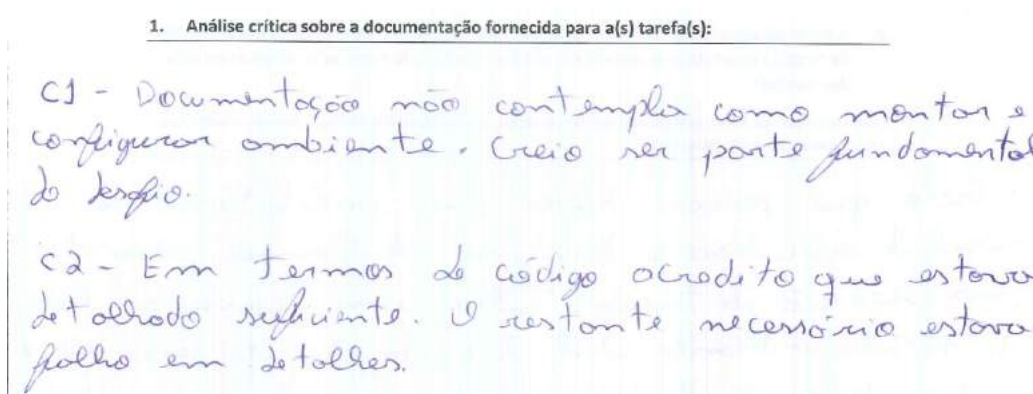 1. Análise crítica sobre a documentação fornecida para a(s) tarefa(s):
C1 - Documentação não contempla como montar e
configurar ambiente. Creio ser parte fundamental
do desafio.
C2 - Em termos de código acredito que estava
detalhado suficiente. O restante necessário estava
falho em detalhes.